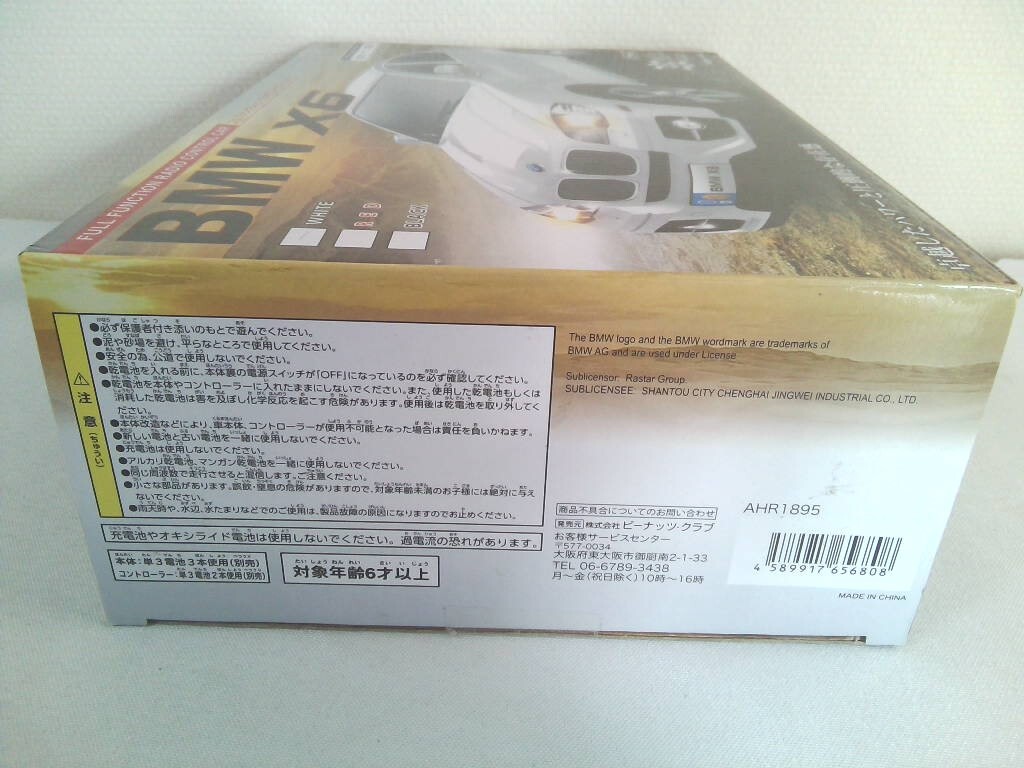 FULL FUNCTION RADIO CONTROL CAR
BMW X6
WHITE
RED
BLACK
BMW X6
注意(ちゅうい)
●必ず保護者付き添いのもとで遊んでください。
●泥や砂場を避け、平らなところで使用してください。
●安全の為、公道で使用しないでください。
●乾電池を入れる前に、本体裏の電源スイッチが「OFF」になっているのを必ず確認してください。
●乾電池を本体やコントローラーに入れたままにしないでください。また、使用した乾電池もしくは
消耗した乾電池は害を及ぼし化学反応を起こす危険があります。使用後は乾電池を取り外してく
ださい。
●本体改造などにより、車本体、コントローラーが使用不可能となった場合は責任を負いかねます。
●新しい電池と古い電池を一緒に使用しないでください。
●充電池は使用しないでください。
●アルカリ乾電池、マンガン乾電池を一緒に使用しないでください。
●同じ周波数で走行させると混信します。ご注意ください。
●小さな部品があります。誤飲・窒息の危険がありますので、対象年齢未満のお子様には絶対に与え
ないでください。
●雨天時や、水辺、水たまりなどでのご使用は、製品故障の原因になりますのでお止めください。
充電池やオキシライド電池は使用しないでください。過電流の恐れがあります。
本体:単3電池3本使用(別売)
コントローラー:単3電池2本使用(別売)
対象年齢6才以上
The BMW logo and the BMW wordmark are trademarks of
BMW AG and are used under License
Sublicensor: Rastar Group.
SUBLICENSEE: SHANTOU CITY CHENGHAI JINGWEI INDUSTRIAL CO., LTD.
商品不具合についてのお問い合わせ
発売元 株式会社 ピーナッツ・クラブ
お客様サービスセンター
〒577-0034
大阪府東大阪市御厨南2-1-33
TEL 06-6789-3438
月~金(祝日除く)10時~16時
AHR1895
4 589917 656808
MADE IN CHINA